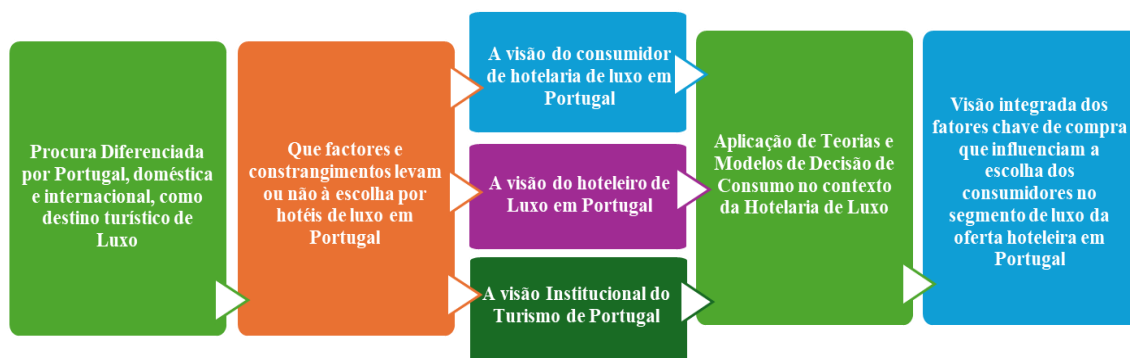 Procura Diferenciada
por Portugal, doméstica
e internacional, como
destino turístico de
Luxo
Que factores e
constrangimentos levam
ou não à escolha por
hotéis de luxo em
Portugal
A visão do consumidor
de hotelaria de luxo em
Portugal
A visão do hoteleiro de
Luxo em Portugal
A visão Institucional do
Turismo de Portugal
Aplicação de Teorias e
Modelos de Decisão de
Consumo no contexto
da Hotelaria de Luxo
Visão integrada dos
fatores chave de compra
que influenciam a
escolha dos
consumidores no
segmento de luxo da
oferta hoteleira em
Portugal